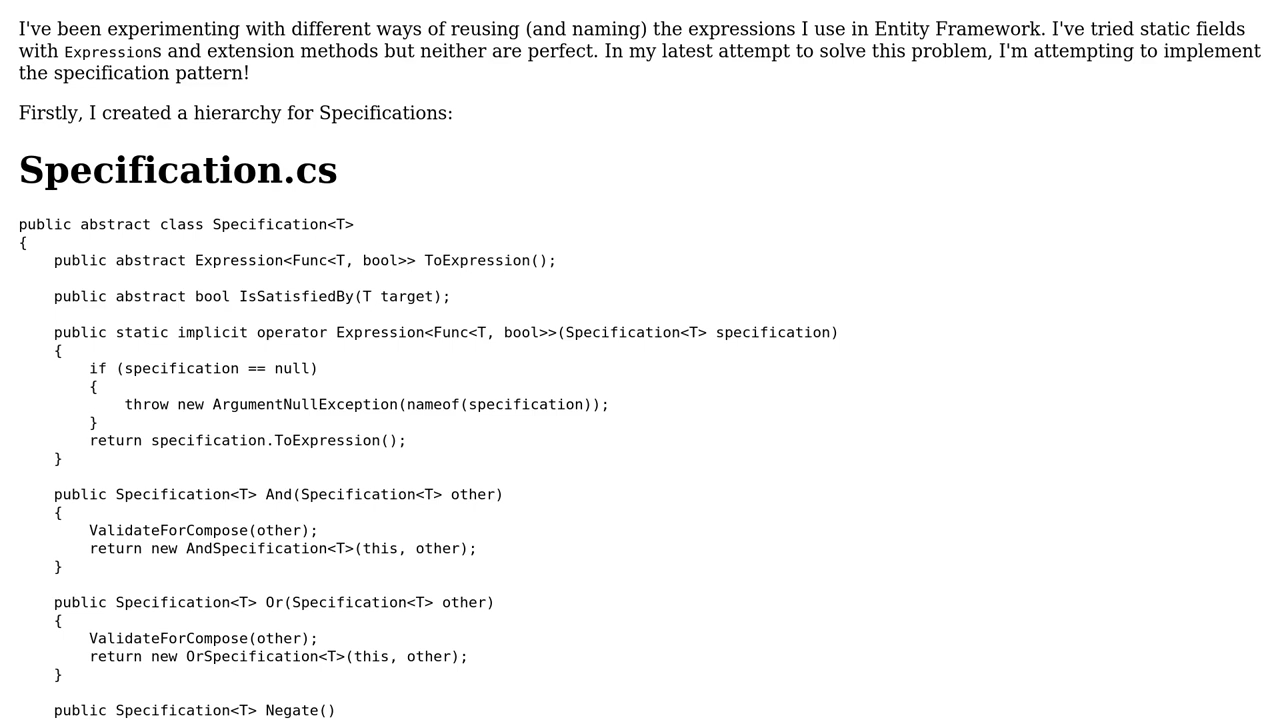 I've been experimenting with different ways of reusing (and naming) the expressions I use in Entity Framework. I've tried static fields
with Expressions and extension methods but neither are perfect. In my latest attempt to solve this problem, I'm attempting to implement
the specification pattern!
Firstly, I created a hierarchy for Specifications:
Specification.cs
public abstract class Specification<T>
{
    public abstract Expression<Func<T, bool>> ToExpression();
    public abstract bool IsSatisfiedBy(T target);
    public static implicit operator Expression<Func<T, bool>>(Specification<T> specification)
    {
        if (specification == null)
        {
            throw new ArgumentNullException(nameof(specification));
        }
        return specification.ToExpression();
    }
    public Specification<T> And(Specification<T> other)
    {
        ValidateForCompose(other);
        return new AndSpecification<T>(this, other);
    }
    public Specification<T> Or(Specification<T> other)
    {
        ValidateForCompose(other);
        return new OrSpecification<T>(this, other);
    }
    public Specification<T> Negate()